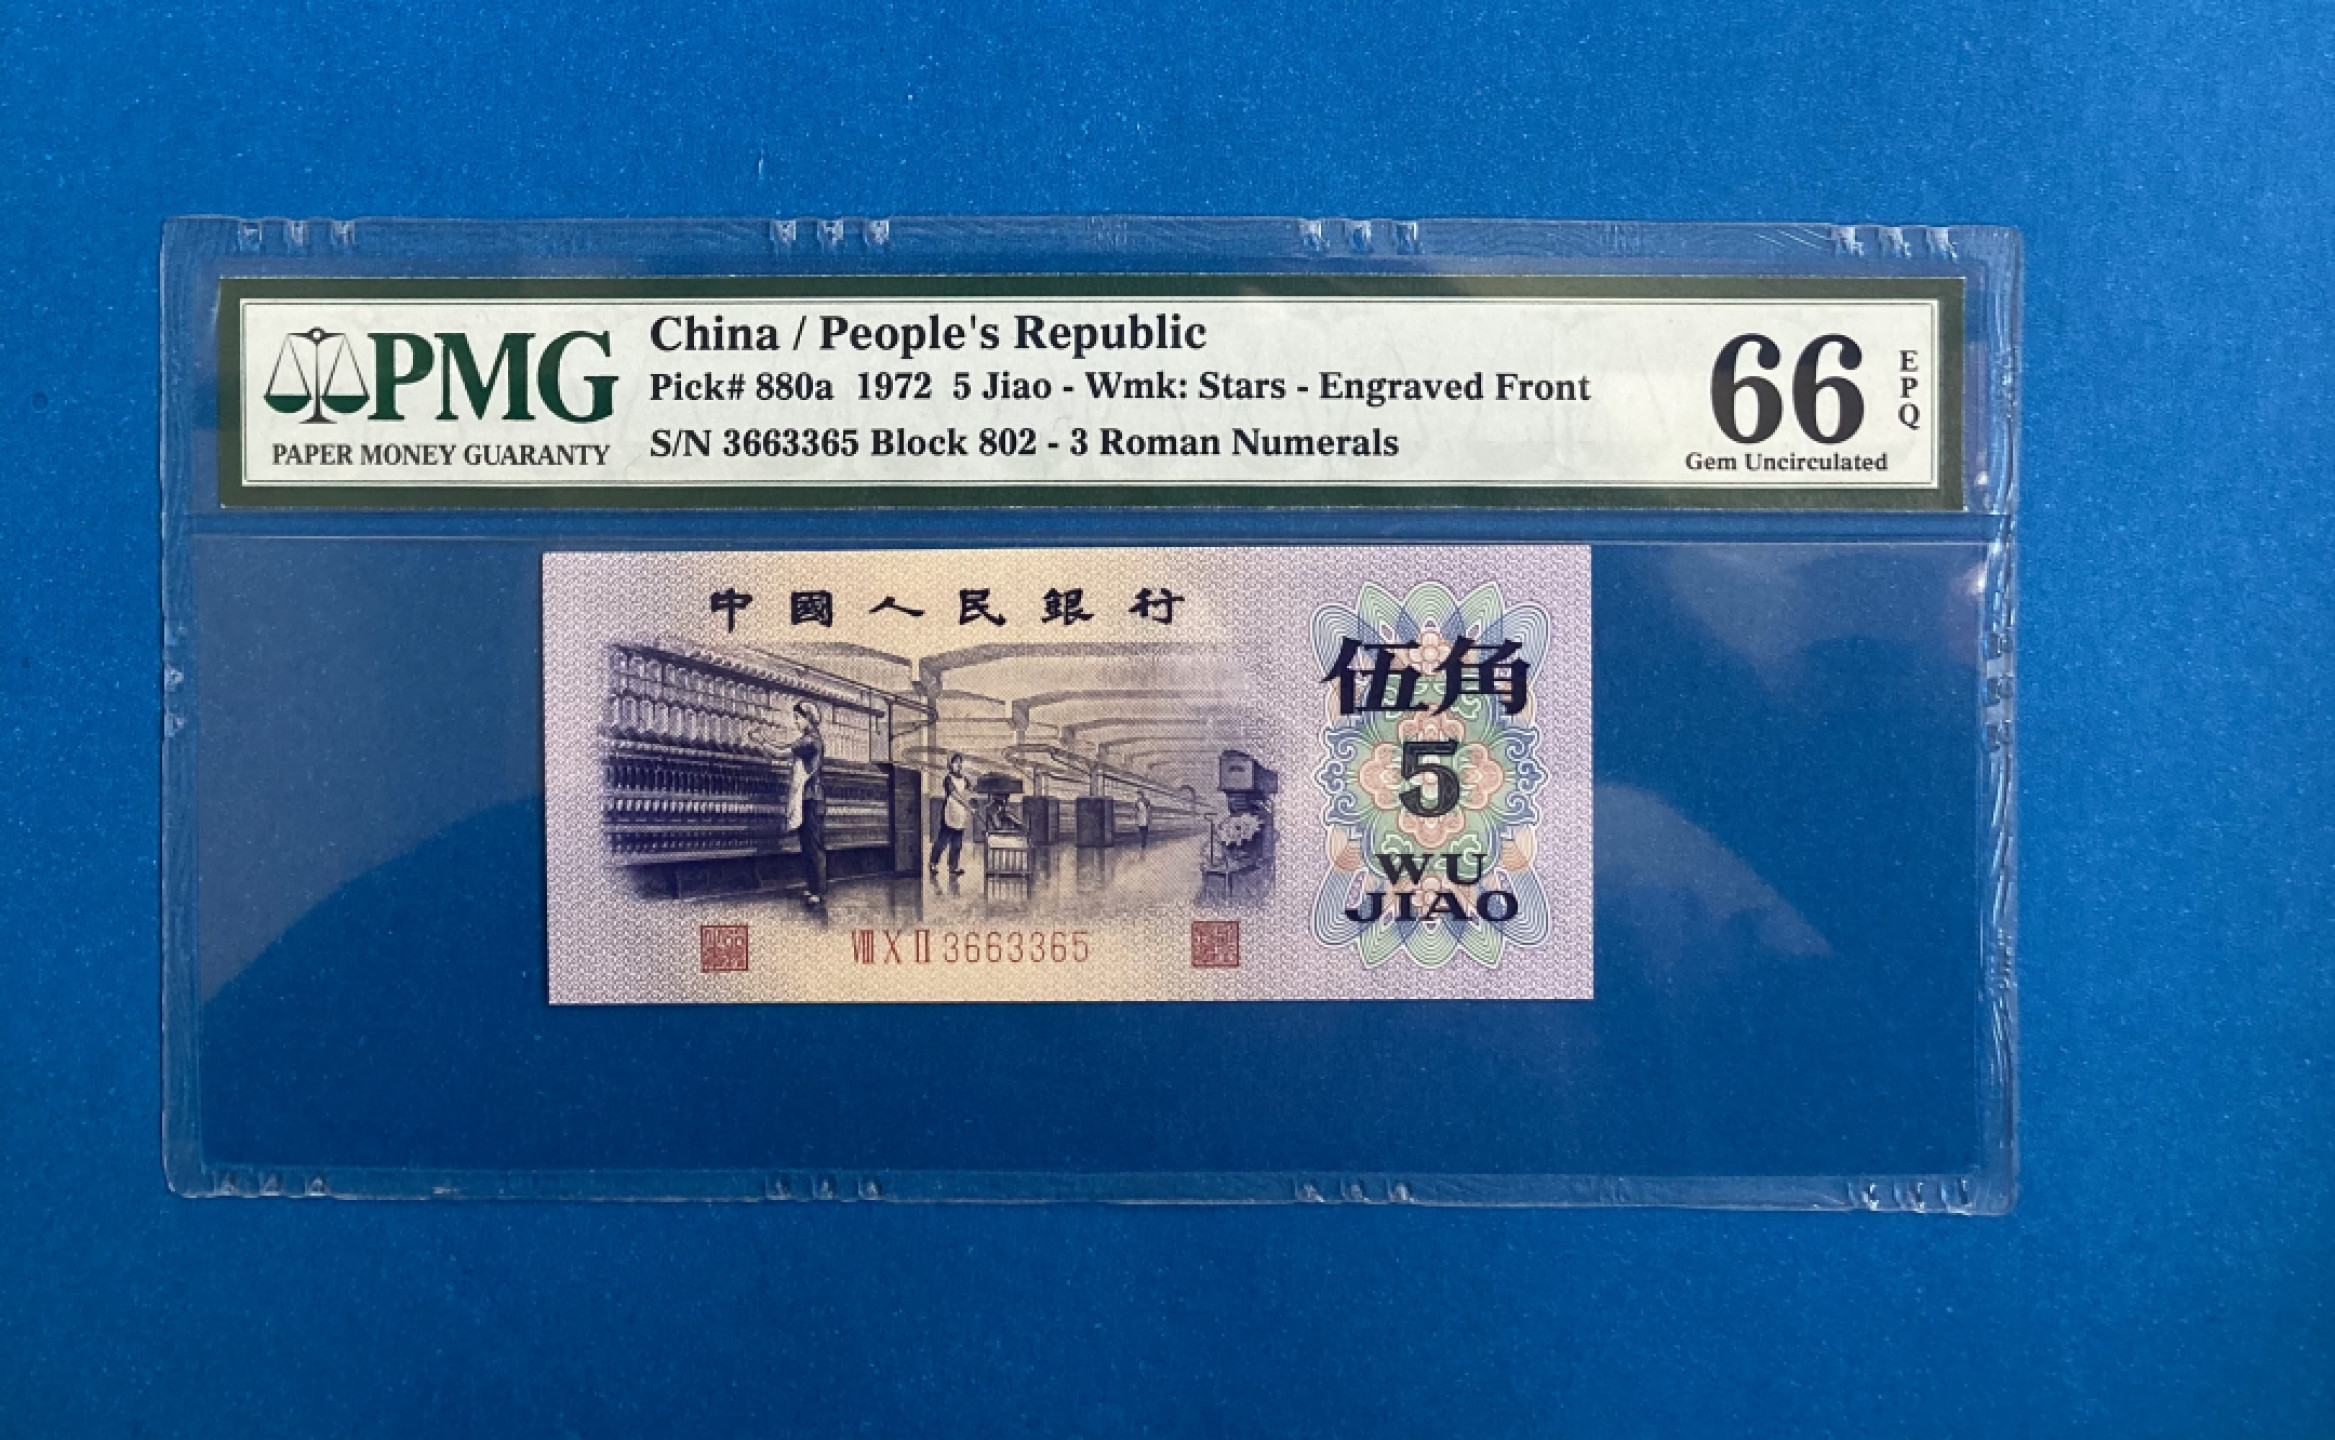 PMG
PAPER MONEY GUARANTY
China / People's Republic
Pick# 880a 1972 5 Jiao - Wmk: Stars - Engraved Front
S/N 3663365 Block 802 - 3 Roman Numerals
66
EPQ
Gem Uncirculated
中國人民銀行
伍角
5
WU
JIAO
Ⅷ Ⅹ Ⅱ 3663365